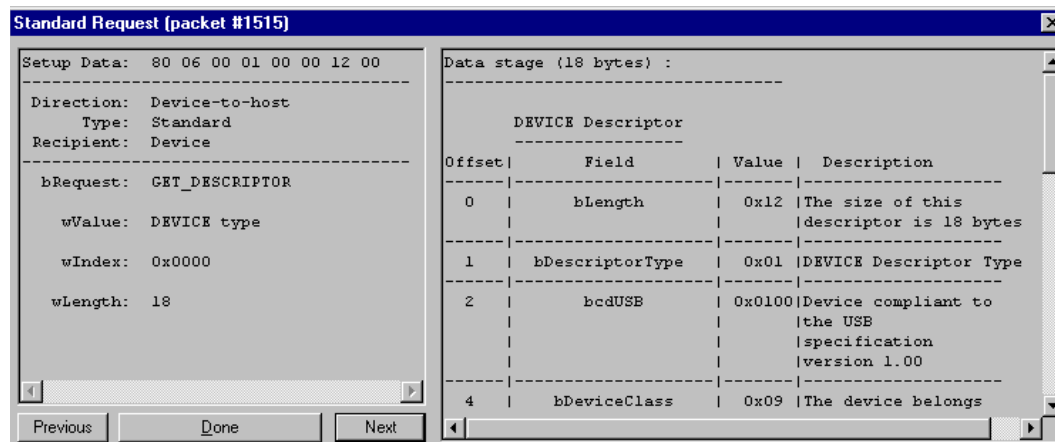 Standard Request (packet #1515)
Setup Data: 80 06 00 01 00 00 12 00
Direction: Device-to-host
Type: Standard
Recipient: Device
bRequest: GET_DESCRIPTOR
wValue: DEVICE type
wIndex: 0x0000
wLength: 18
Previous
Done
Next
Data stage (18 bytes) :
DEVICE Descriptor
Offset| Field | Value | Description
0 | bLength | 0x12 |The size of this
| | |descriptor is 18 bytes
1 | bDescriptorType | 0x01 |DEVICE Descriptor Type
2 | bcdUSB | 0x0100|Device compliant to
| | |the USB
| | |specification
| | |version 1.00
4 | bDeviceClass | 0x09 |The device belongs